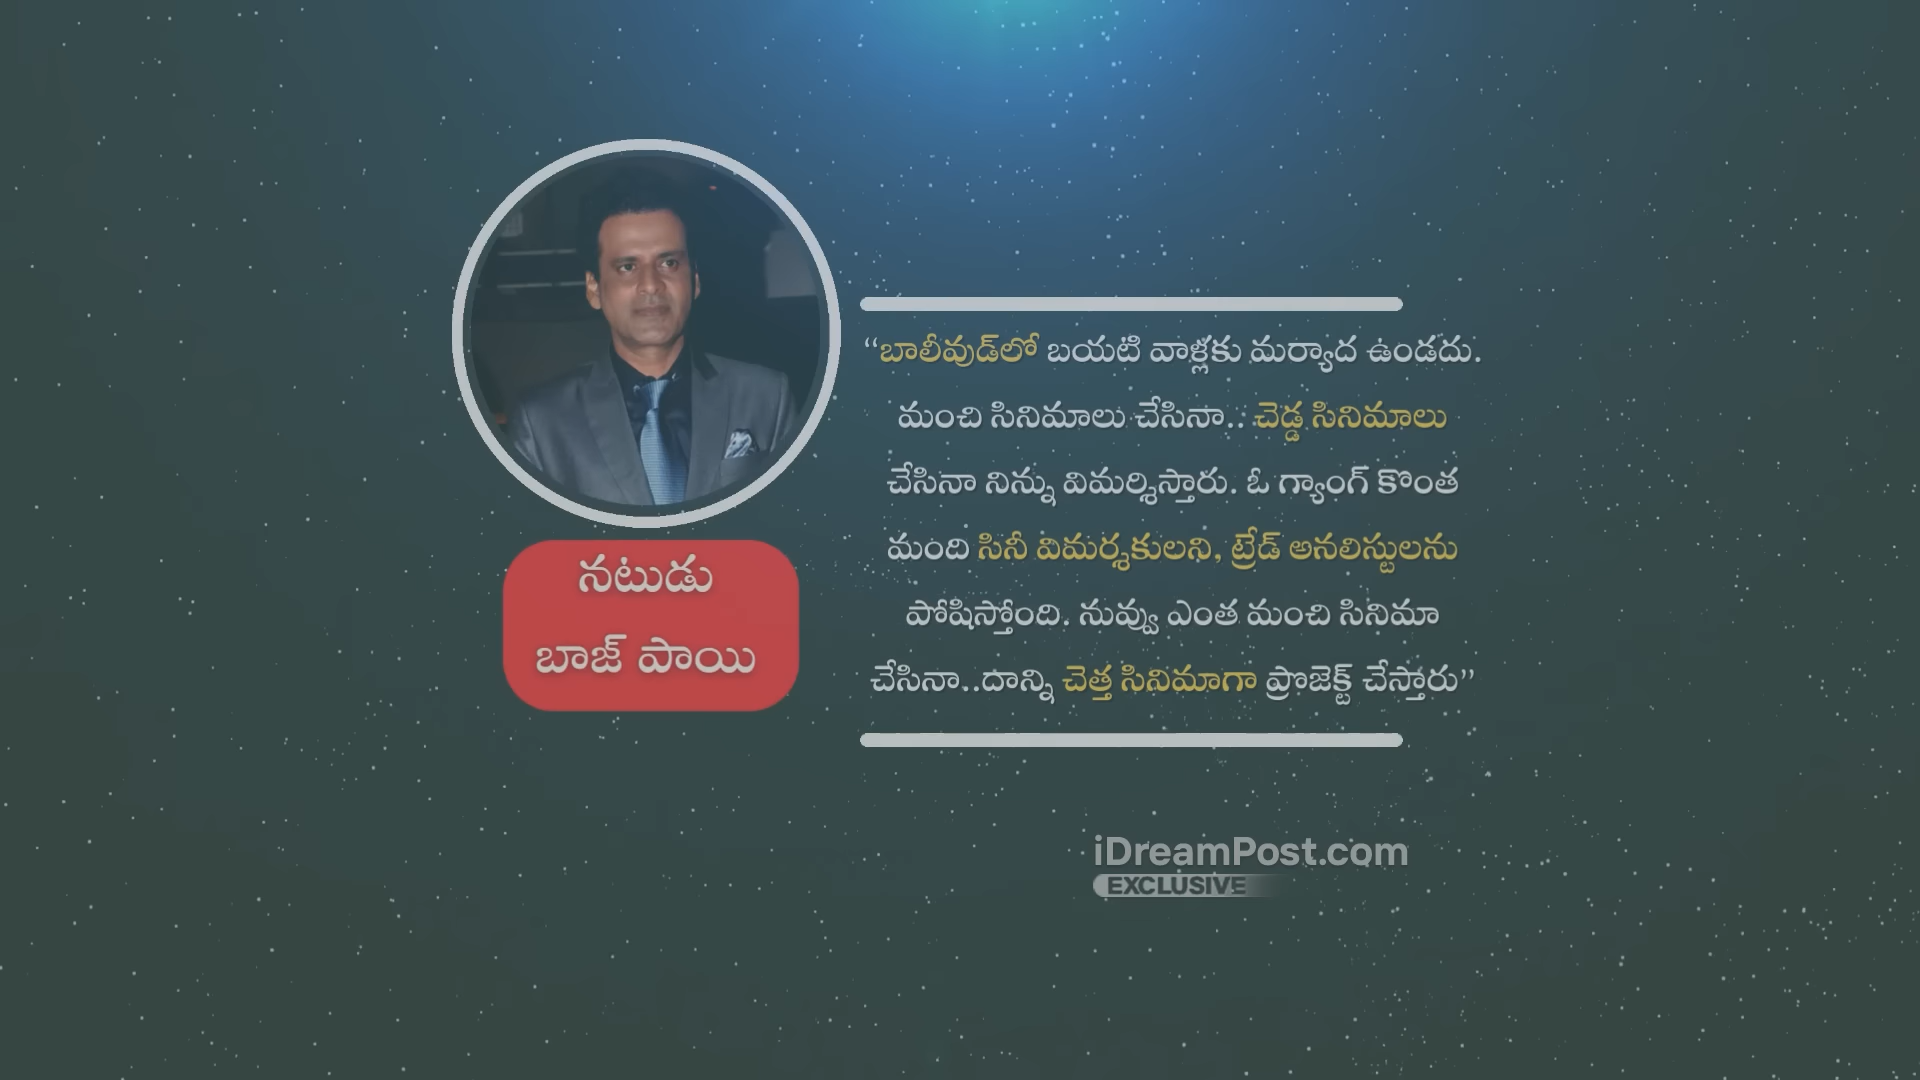 నటుడు
బాజ్ పాయి
“బాలీవుడ్‌లో బయటి వాళ్లకు మర్యాద ఉండదు.
మంచి సినిమాలు చేసినా.. చెడ్డ సినిమాలు
చేసినా నిన్ను విమర్శిస్తారు. ఓ గ్యాంగ్ కొంత
మంది సినీ విమర్శకులని, ట్రేడ్ అనలిస్టులను
పోషిస్తోంది. నువ్వు ఎంత మంచి సినిమా
చేసినా..దాన్ని చెత్త సినిమాగా ప్రొజెక్ట్ చేస్తారు”
iDreamPost.com
EXCLUSIVE